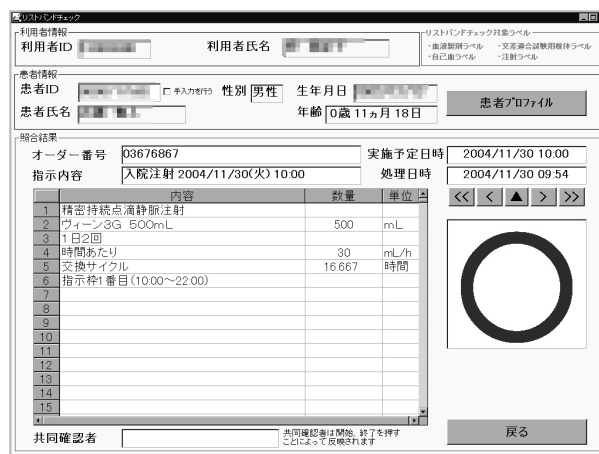 リストバンドチェック
利用者情報
利用者ID
利用者氏名
リストバンドチェック対象ラベル
・血液製剤ラベル ・交差適合試験用検体ラベル
・自己血ラベル ・注射ラベル
患者情報
患者ID
手入力を行う
性別 男性
生年月日
患者氏名
年齢 0歳 11ヵ月 18日
患者プロファイル
照合結果
オーダー番号 03676867
実施予定日時 2004/11/30 10:00
指示内容 入院注射 2004/11/30(火) 10:00
処理日時 2004/11/30 09:54
内容 数量 単位
<< < ▲ > >>
1 精密持続点滴静脈注射
2 ヴィーン3G 500mL 500 mL
3 1日2回
4 時間あたり 30 mL/h
5 交換サイクル 16.667 時間
6 指示枠1番目(10:00～22:00)
7
8
9
10
11
12
13
14
15
共同確認者
共同確認者は開始、終了を押す
ことによって反映されます
戻る